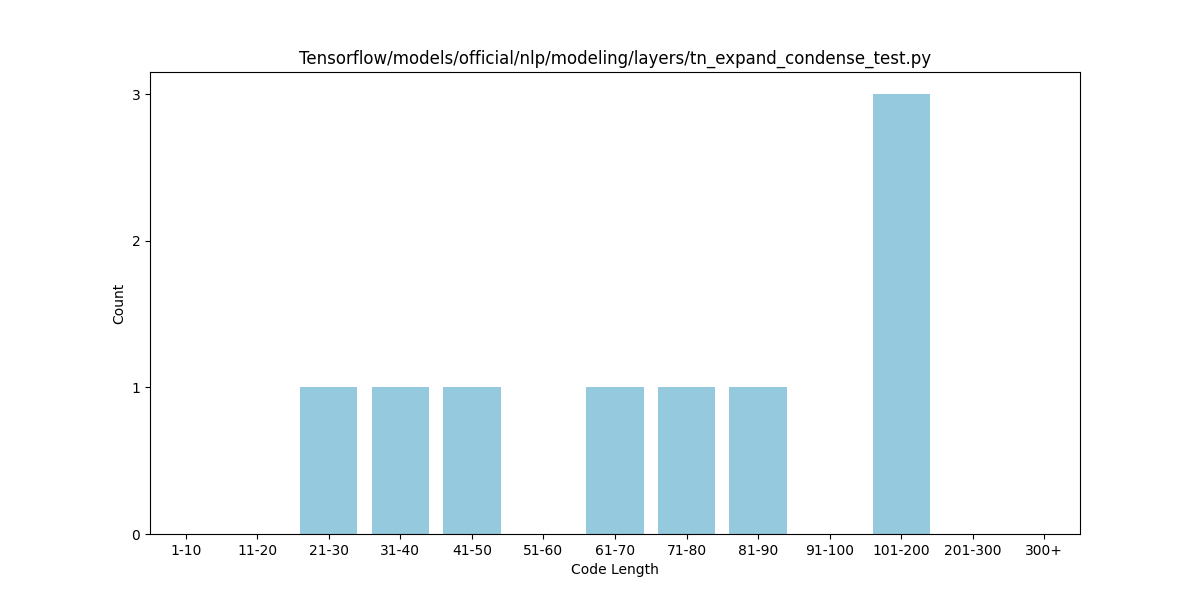 Tensorflow/models/official/nlp/modeling/layers/tn_expand_condense_test.py
3
2
1
0
Count
1-10 11-20 21-30 31-40 41-50 51-60 61-70 71-80 81-90 91-100 101-200 201-300 300+
Code Length